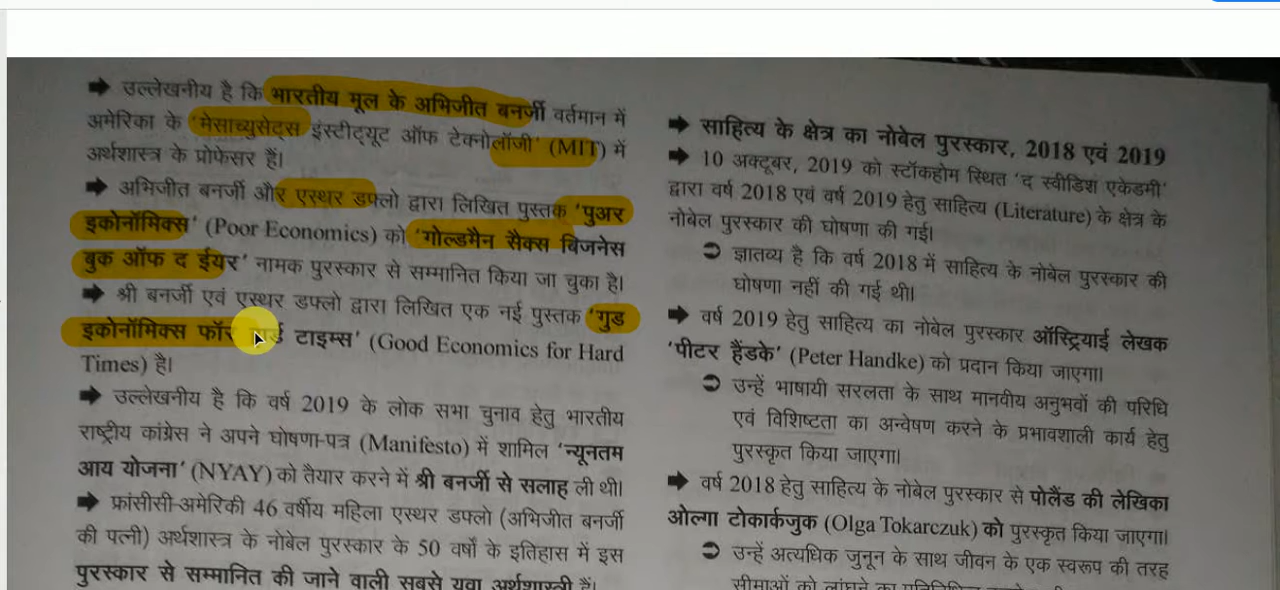 ➡ उल्लेखनीय है कि भारतीय मूल के अभिजीत बनर्जी वर्तमान में
अमेरिका के 'मेसाच्युसेट्स इंस्टीट्यूट ऑफ टेक्नोलॉजी' (MIT) में
अर्थशास्त्र के प्रोफेसर हैं।
➡ अभिजीत बनर्जी और एस्थर डफ्लो द्वारा लिखित पुस्तक 'पुअर
इकोनॉमिक्स' (Poor Economics) को 'गोल्डमैन सैक्स बिजनेस
बुक ऑफ द ईयर' नामक पुरस्कार से सम्मानित किया जा चुका है।
➡ श्री बनर्जी एवं एस्थर डफ्लो द्वारा लिखित एक नई पुस्तक 'गुड
इकोनॉमिक्स फॉर टाइम्स' (Good Economics for Hard
Times) है।
➡ उल्लेखनीय है कि वर्ष 2019 के लोक सभा चुनाव हेतु भारतीय
राष्ट्रीय कांग्रेस ने अपने घोषणा-पत्र (Manifesto) में शामिल 'न्यूनतम
आय योजना' (NYAY) को तैयार करने में श्री बनर्जी से सलाह ली थी।
➡ फ्रांसीसी-अमेरिकी 46 वर्षीय महिला एस्थर डफ्लो (अभिजीत बनर्जी
की पत्नी) अर्थशास्त्र के नोबेल पुरस्कार के 50 वर्षों के इतिहास में इस
पुरस्कार से सम्मानित की जाने वाली सबसे युवा अर्थशास्त्री हैं।
➡ साहित्य के क्षेत्र का नोबेल पुरस्कार, 2018 एवं 2019
➡ 10 अक्टूबर, 2019 को स्टॉकहोम स्थित 'द स्वीडिश एकेडमी'
द्वारा वर्ष 2018 एवं वर्ष 2019 हेतु साहित्य (Literature) के क्षेत्र के
नोबेल पुरस्कार की घोषणा की गई।
➲ ज्ञातव्य है कि वर्ष 2018 में साहित्य के नोबेल पुरस्कार की
घोषणा नहीं की गई थी।
➡ वर्ष 2019 हेतु साहित्य का नोबेल पुरस्कार ऑस्ट्रियाई लेखक
'पीटर हैंडके' (Peter Handke) को प्रदान किया जाएगा।
➲ उन्हें भाषायी सरलता के साथ मानवीय अनुभवों की परिधि
एवं विशिष्टता का अन्वेषण करने के प्रभावशाली कार्य हेतु
पुरस्कृत किया जाएगा।
➡ वर्ष 2018 हेतु साहित्य के नोबेल पुरस्कार से पोलैंड की लेखिका
ओल्गा टोकार्कजुक (Olga Tokarczuk) को पुरस्कृत किया जाएगा।
➲ उन्हें अत्यधिक जुनून के साथ जीवन के एक स्वरूप की तरह
सीमाओं को लांघने का